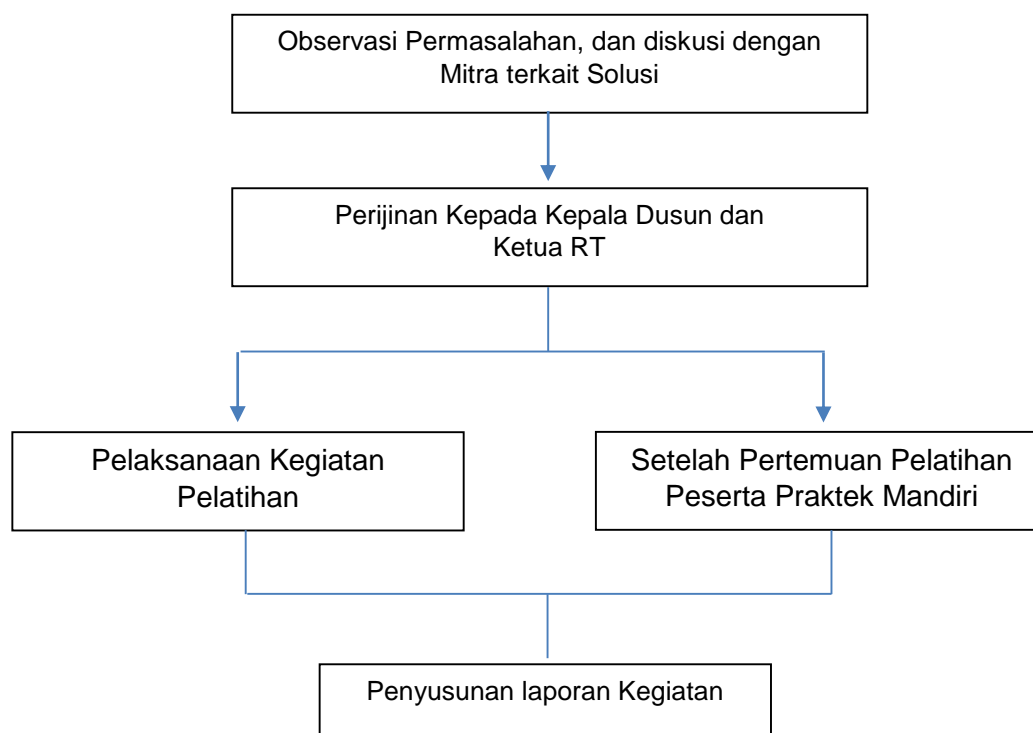 Observasi Permasalahan, dan diskusi dengan
Mitra terkait Solusi
Perijinan Kepada Kepala Dusun dan
Ketua RT
Pelaksanaan Kegiatan
Pelatihan
Setelah Pertemuan Pelatihan
Peserta Praktek Mandiri
Penyusunan laporan Kegiatan